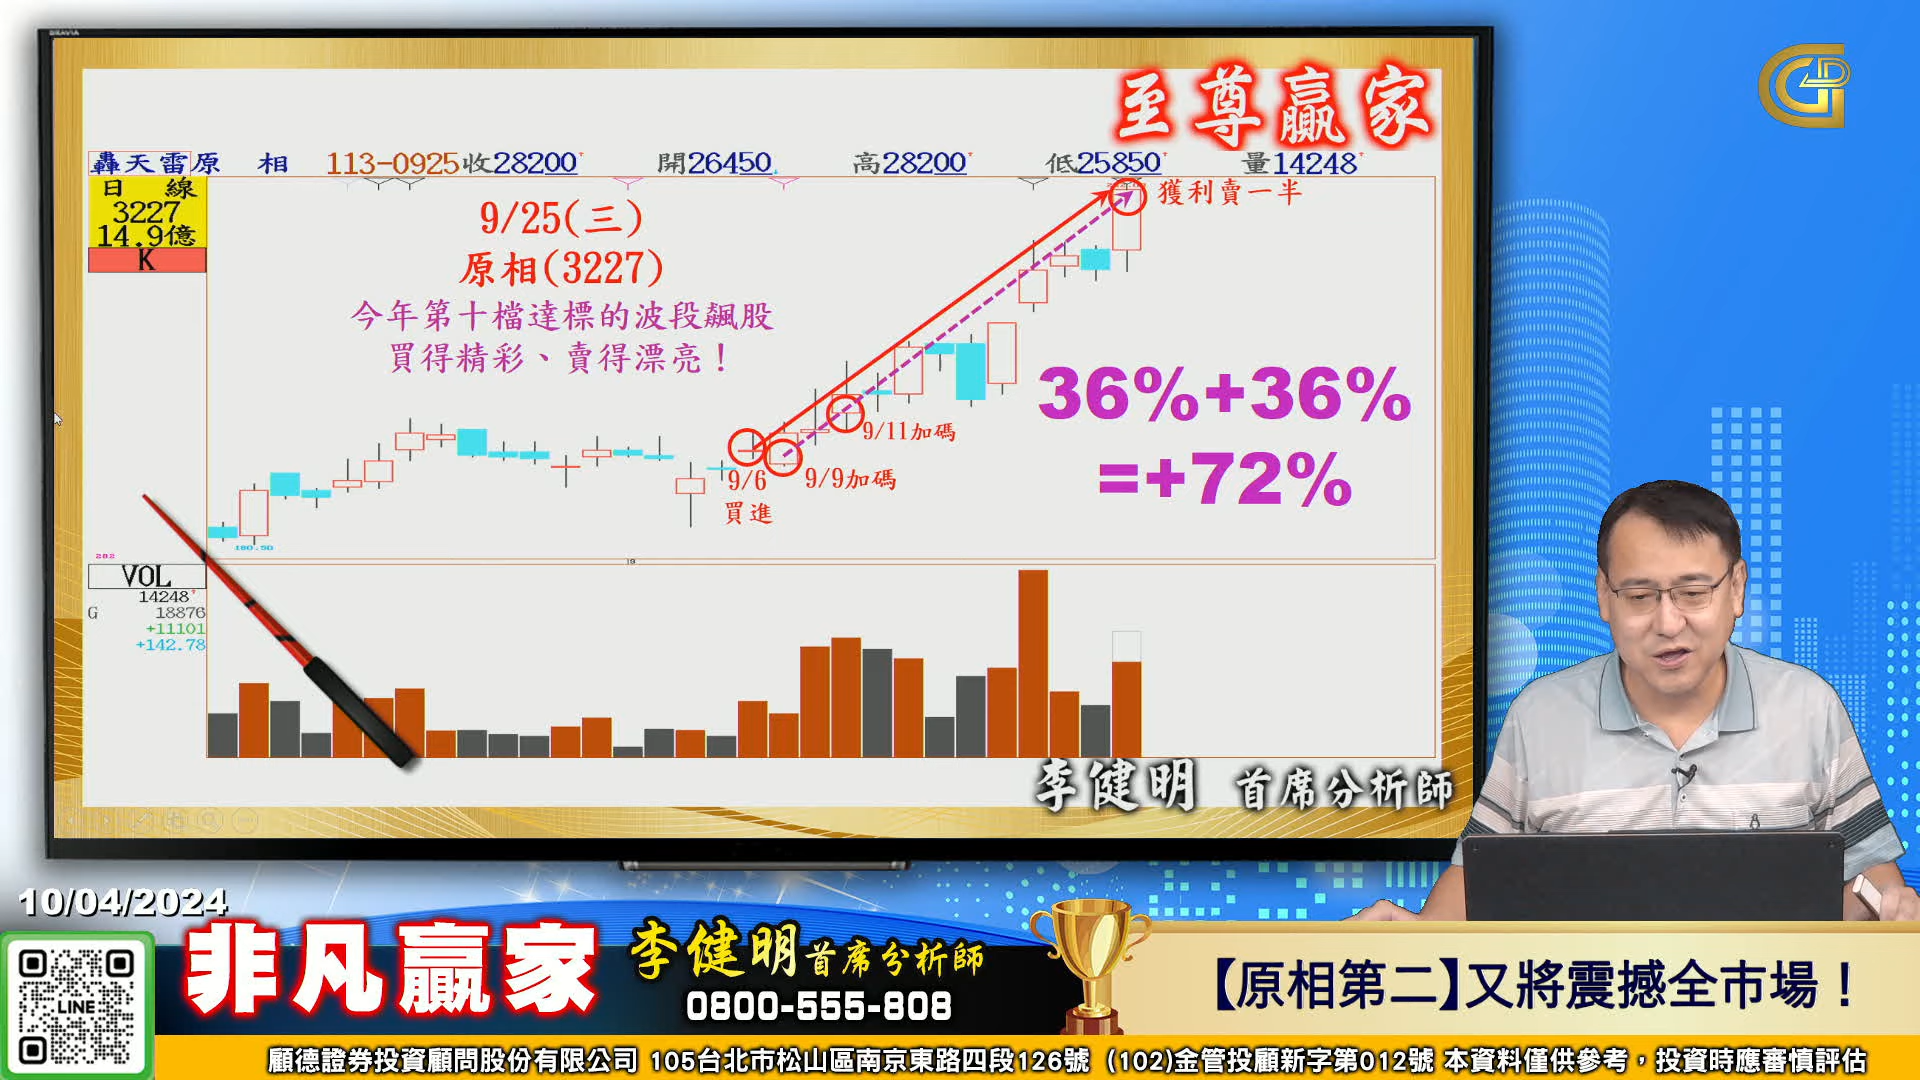 BRAVIA
至尊贏家
轟天雷原 相 113-0925收28200 開26450 高28200 低25850 量14248
日 線
3227
14.9億
K
獲利賣一半
9/25(三)
原相(3227)
今年第十檔達標的波段飆股
買得精彩、賣得漂亮！
36%+36%
=+72%
9/11加碼
9/6
買進
9/9加碼
180.50
282
19
VOL
14248
G 18876
+11101
+142.78
李健明 首席分析師
10/04/2024
非凡贏家
李健明首席分析師
0800-555-808
LINE
【原相第二】又將震撼全市場！
顧德證券投資顧問股份有限公司 105台北市松山區南京東路四段126號 (102)金管投顧新字第012號 本資料僅供參考，投資時應審慎評估